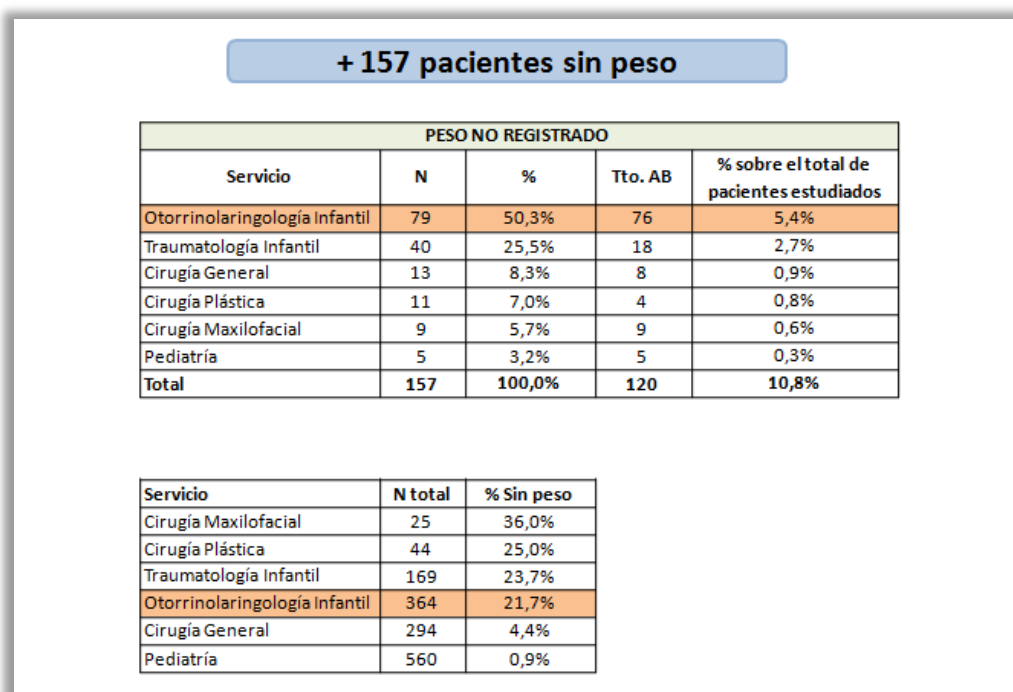 + 157 pacientes sin peso
PESO NO REGISTRADO
Servicio N % Tto. AB % sobre el total de pacientes estudiados
Otorrinolaringología Infantil 79 50,3% 76 5,4%
Traumatología Infantil 40 25,5% 18 2,7%
Cirugía General 13 8,3% 8 0,9%
Cirugía Plástica 11 7,0% 4 0,8%
Cirugía Maxilofacial 9 5,7% 9 0,6%
Pediatría 5 3,2% 5 0,3%
Total 157 100,0% 120 10,8%
Servicio N total % Sin peso
Cirugía Maxilofacial 25 36,0%
Cirugía Plástica 44 25,0%
Traumatología Infantil 169 23,7%
Otorrinolaringología Infantil 364 21,7%
Cirugía General 294 4,4%
Pediatría 560 0,9%